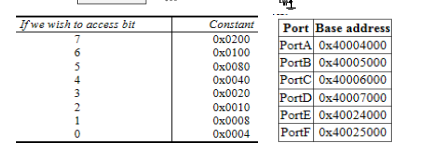 If we wish to access bit Constant
7 0x0200
6 0x0100
5 0x0080
4 0x0040
3 0x0020
2 0x0010
1 0x0008
0 0x0004
Port Base address
PortA 0x40004000
PortB 0x40005000
PortC 0x40006000
PortD 0x40007000
PortE 0x40024000
PortF 0x40025000